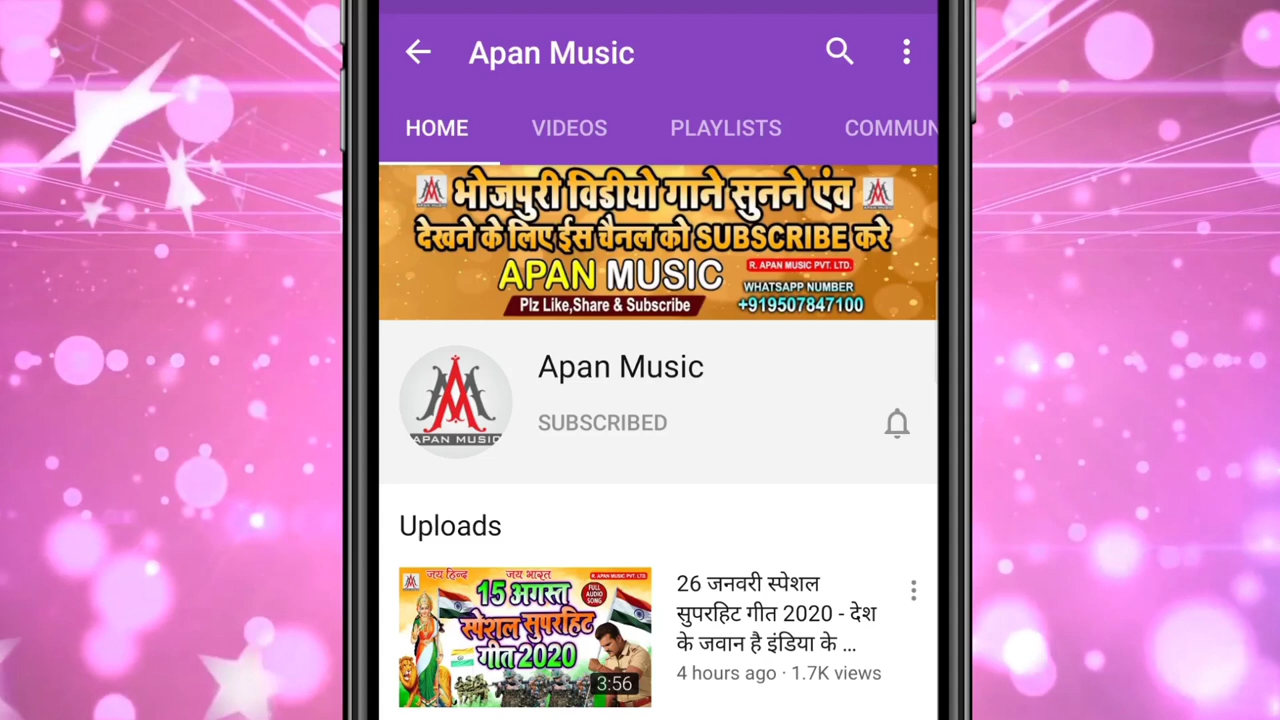 Apan Music
HOME VIDEOS PLAYLISTS COMMUN
भोजपुरी विडीयो गाने सुनने एंव
देखने के लिए ईस चैनल को SUBSCRIBE करे
APAN MUSIC
R. APAN MUSIC PVT. LTD.
WHATSAPP NUMBER
+919507847100
Plz Like,Share & Subscribe
Apan Music
SUBSCRIBED
APAN MUSIC
Uploads
जय हिन्द जय भारत
R. APAN MUSIC PVT. LTD
15 अगस्त
FULL
AUDIO
SONG
स्पेशल सुपरहिट
गीत 2020
3:56
26 जनवरी स्पेशल
सुपरहिट गीत 2020 - देश
के जवान है इंडिया के ...
4 hours ago · 1.7K views